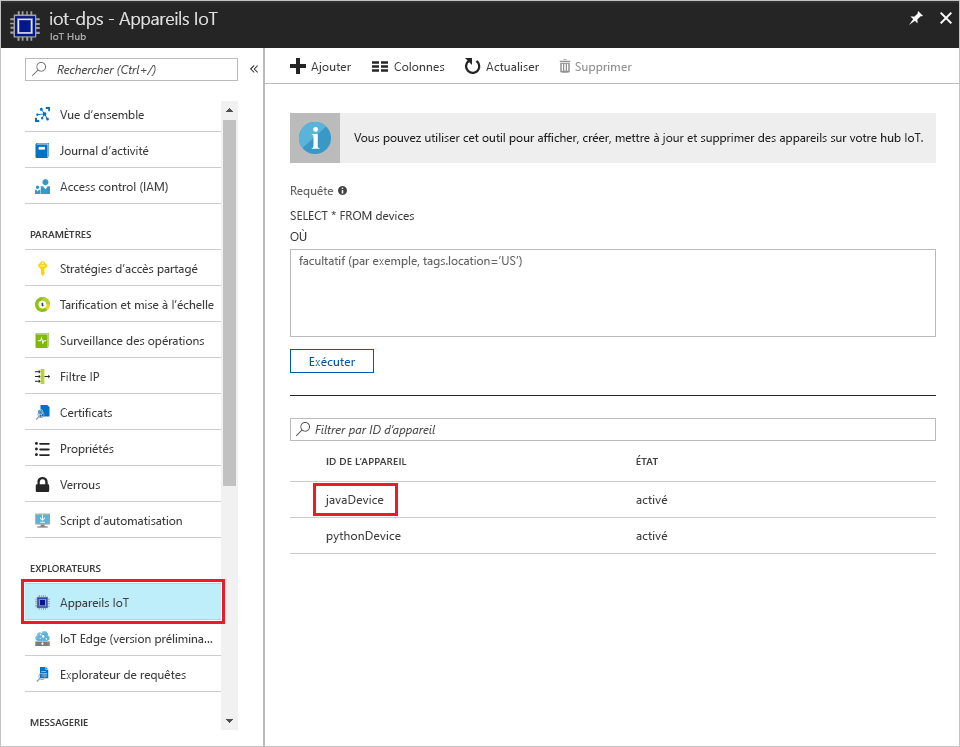 iot-dps - Appareils IoT
IoT Hub
Rechercher (Ctrl+/)
«
Vue d'ensemble
Journal d'activité
Access control (IAM)
PARAMÈTRES
Stratégies d'accès partagé
Tarification et mise à l'échelle
Surveillance des opérations
Filtre IP
Certificats
Propriétés
Verrous
Script d'automatisation
EXPLORATEURS
Appareils IoT
IoT Edge (version prélimina...
Explorateur de requêtes
MESSAGERIE
Ajouter
Colonnes
Actualiser
Supprimer
Vous pouvez utiliser cet outil pour afficher, créer, mettre à jour et supprimer des appareils sur votre hub IoT.
Requête
SELECT * FROM devices
OÙ
facultatif (par exemple, tags.location='US')
Exécuter
Filtrer par ID d'appareil
ID DE L'APPAREIL ÉTAT
javaDevice activé
pythonDevice activé